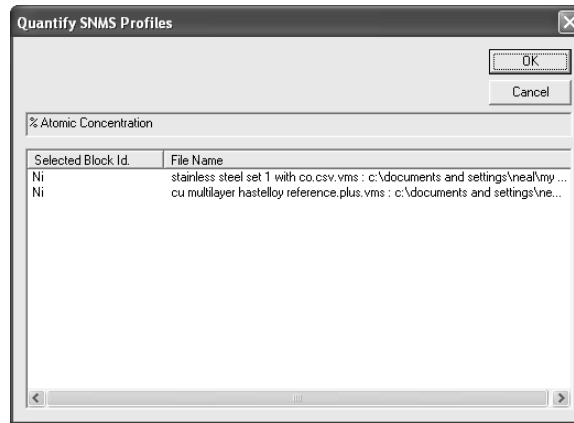 Quantify SNMS Profiles
OK
Cancel
% Atomic Concentration
Selected Block Id. File Name
Ni stainless steel set 1 with co.csv.vms : c:\documents and settings\neal\my ...
Ni cu multilayer hastelloy reference.plus.vms : c:\documents and settings\ne...